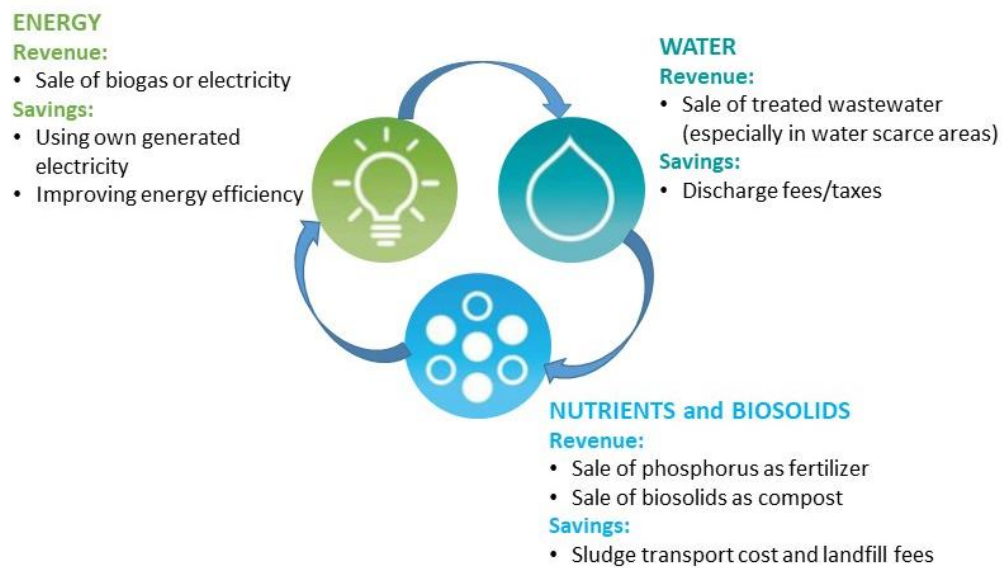 ENERGY
Revenue:
• Sale of biogas or electricity
Savings:
• Using own generated
electricity
• Improving energy efficiency
WATER
Revenue:
• Sale of treated wastewater
(especially in water scarce areas)
Savings:
• Discharge fees/taxes
NUTRIENTS and BIOSOLIDS
Revenue:
• Sale of phosphorus as fertilizer
• Sale of biosolids as compost
Savings:
• Sludge transport cost and landfill fees